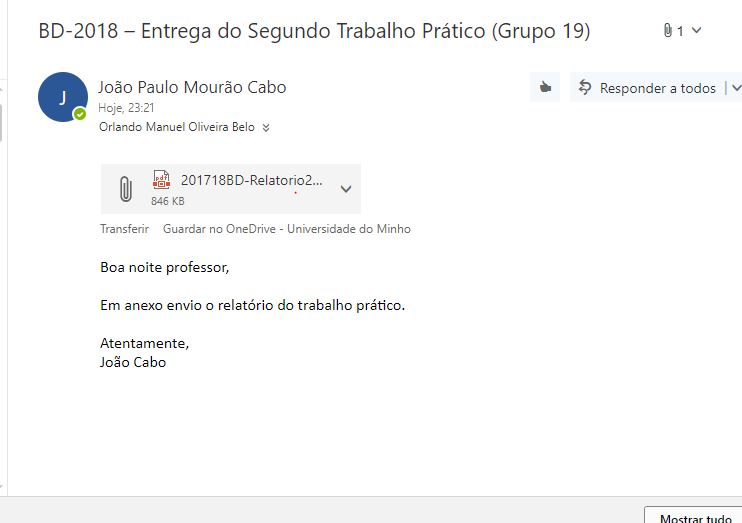 BD-2018 – Entrega do Segundo Trabalho Prático (Grupo 19)
1
J
João Paulo Mourão Cabo
Hoje, 23:21
Responder a todos
Orlando Manuel Oliveira Belo
pdf
201718BD-Relatorio2...
846 KB
Transferir Guardar no OneDrive - Universidade do Minho
Boa noite professor,
Em anexo envio o relatório do trabalho prático.
Atentamente,
João Cabo
Mostrar tudo